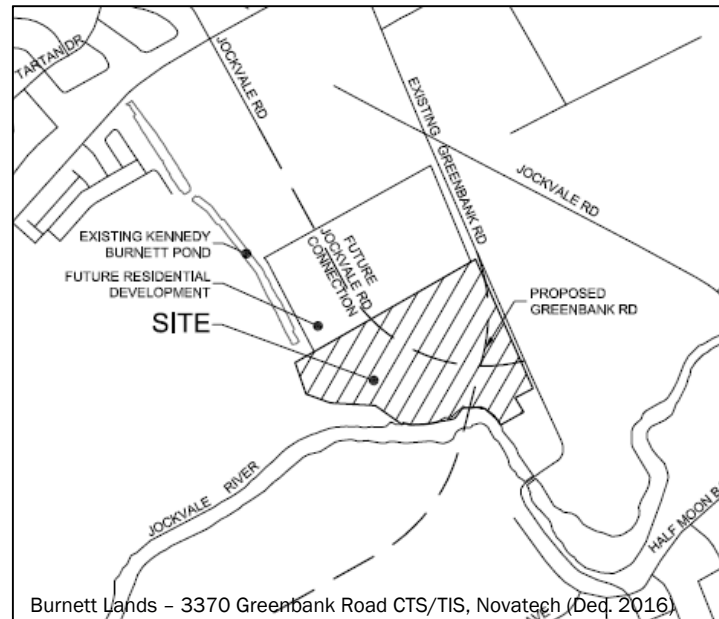 TARTAN DR
JOCKVALE RD
EXISTING GREENBANK RD
JOCKVALE RD
EXISTING KENNEDY
BURNETT POND
FUTURE RESIDENTIAL
DEVELOPMENT
FUTURE
JOCKVALE RD
CONNECTION
SITE
PROPOSED
GREENBANK RD
JOCKVALE RIVER
HALF MOON
Burnett Lands – 3370 Greenbank Road CTS/TIS, Novatech (Dec. 2016)